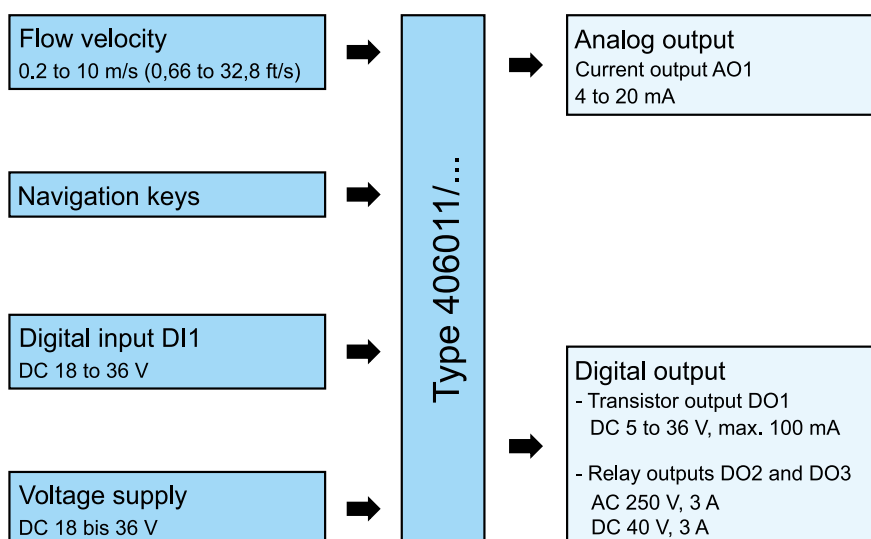 Flow velocity
0.2 to 10 m/s (0,66 to 32,8 ft/s)
Navigation keys
Digital input DI1
DC 18 to 36 V
Voltage supply
DC 18 bis 36 V
Type 406011/...
Analog output
Current output AO1
4 to 20 mA
Digital output
- Transistor output DO1
DC 5 to 36 V, max. 100 mA
- Relay outputs DO2 and DO3
AC 250 V, 3 A
DC 40 V, 3 A